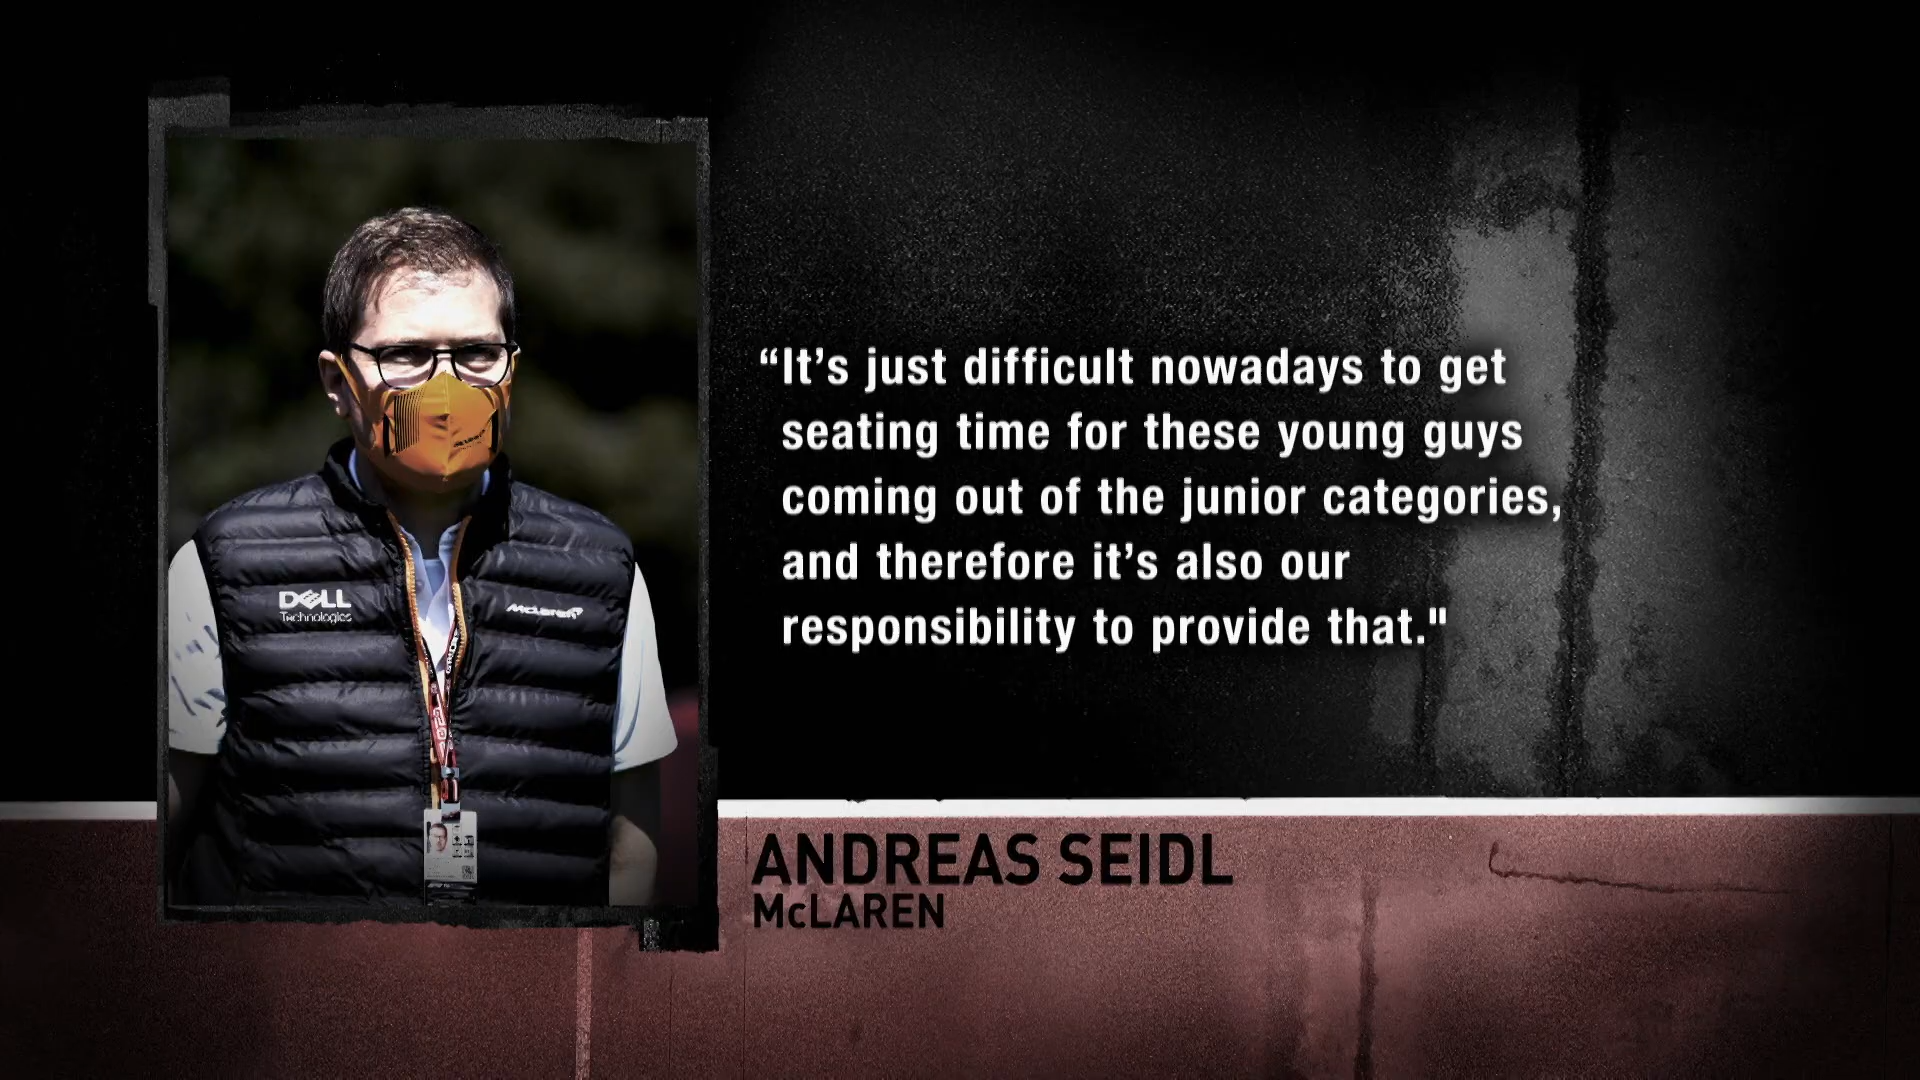 “It’s just difficult nowadays to get
seating time for these young guys
coming out of the junior categories,
and therefore it’s also our
responsibility to provide that."
DELL
Technologies
McLaren
ANDREAS SEIDL
McLAREN